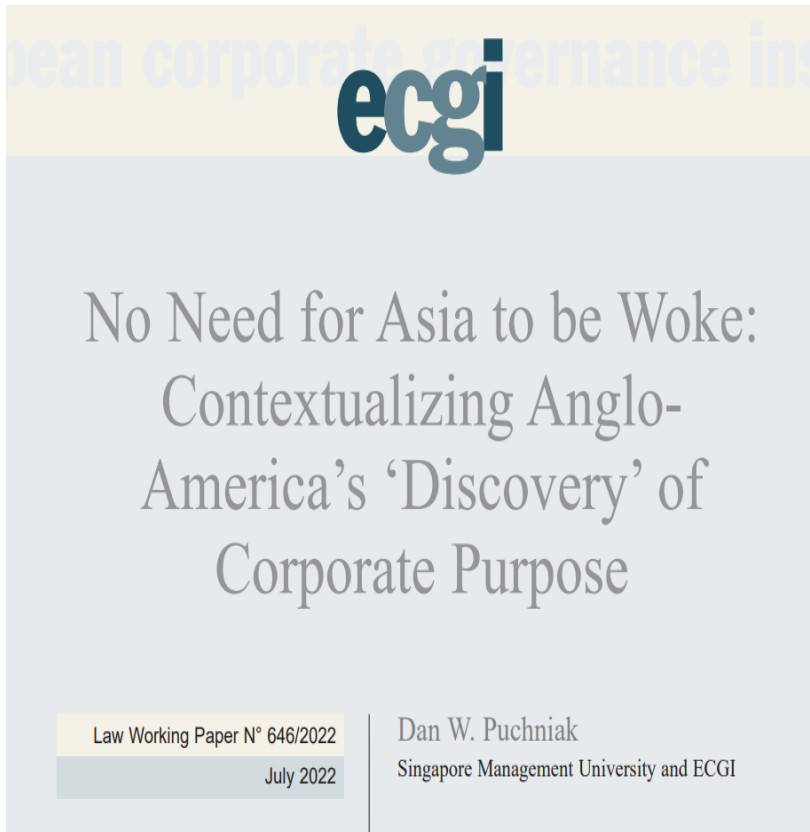 pean corporate governance ins
ecgi
No Need for Asia to be Woke:
Contextualizing Anglo-
America’s ‘Discovery’ of
Corporate Purpose
Law Working Paper N° 646/2022
July 2022
Dan W. Puchniak
Singapore Management University and ECGI